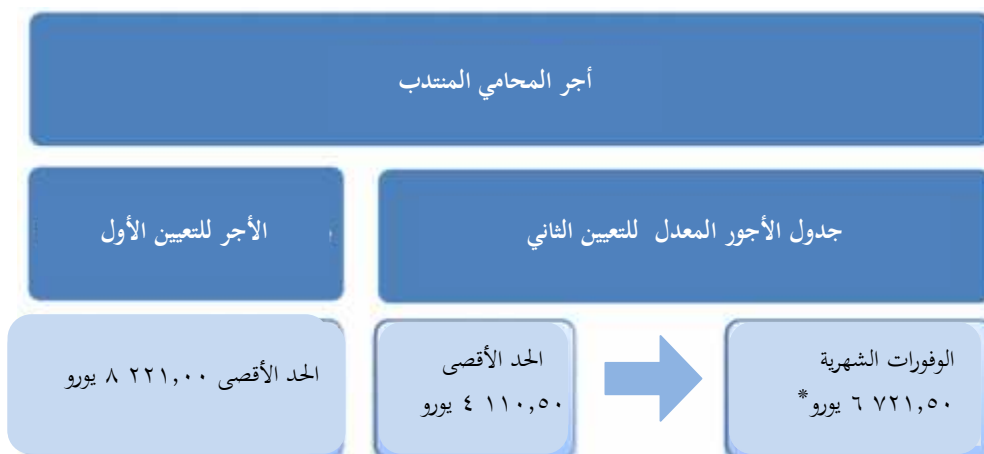 أجر المحامي المنتدب
جدول الأجور المعدل للتعيين الثاني
الأجر للتعيين الأول
الوفورات الشهرية
٦ ٧٢١,٥٠ يورو*
الحد الأقصى
٤ ١١٠,٥٠ يورو
الحد الأقصى ٨ ٢٢١,٠٠ يورو